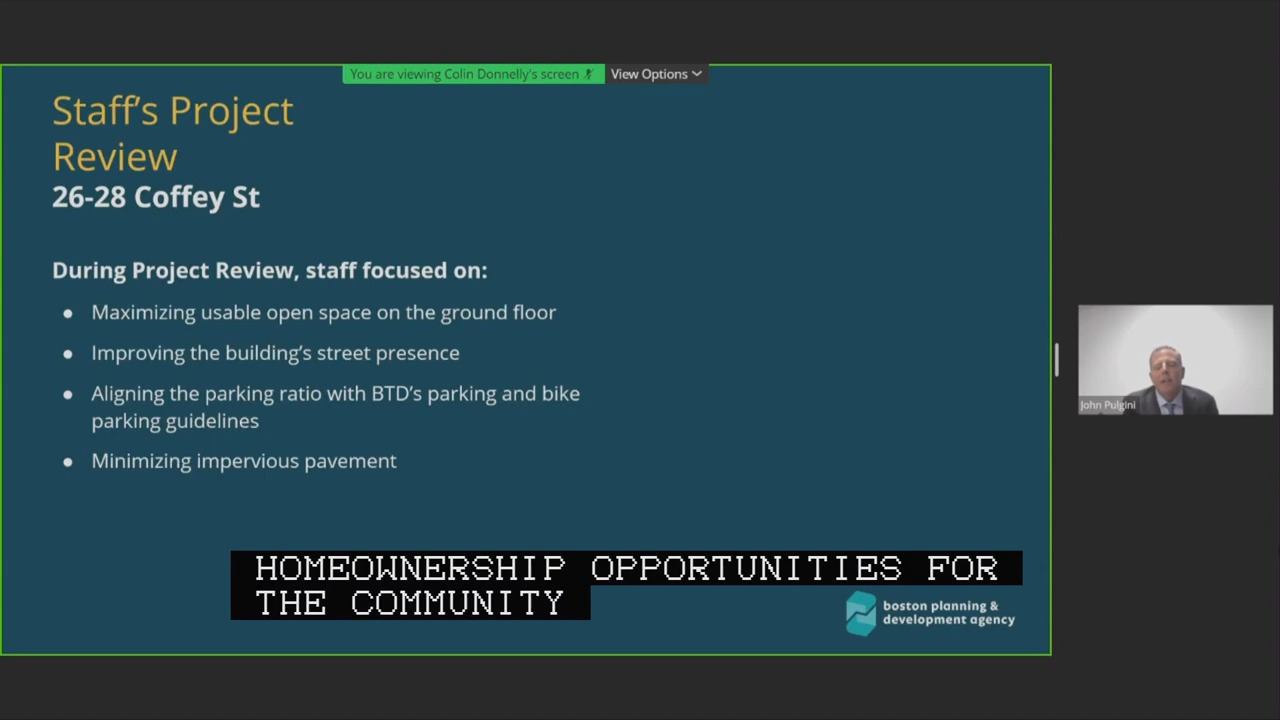 You are viewing Colin Donnelly's screen
View Options
Staff's Project
Review
26-28 Coffey St
During Project Review, staff focused on:
● Maximizing usable open space on the ground floor
● Improving the building's street presence
● Aligning the parking ratio with BTD's parking and bike
parking guidelines
● Minimizing impervious pavement
John Pulgini
HOMEOWNERSHIP OPPORTUNITIES FOR
THE COMMUNITY
boston planning &
development agency